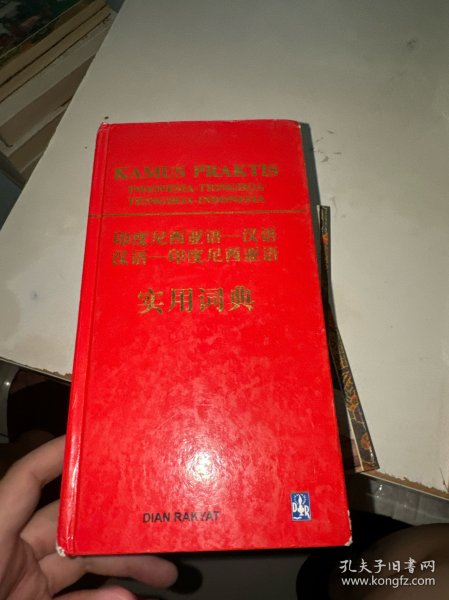 KAMUS PRAKTIS
INDONESIA-TIONGHOA
TIONGHOA-INDONESIA
印度尼西亚语—汉语
汉语—印度尼西亚语
实用词典
DIAN RAKYAT
DR
孔夫子旧书网
www.kongfz.com